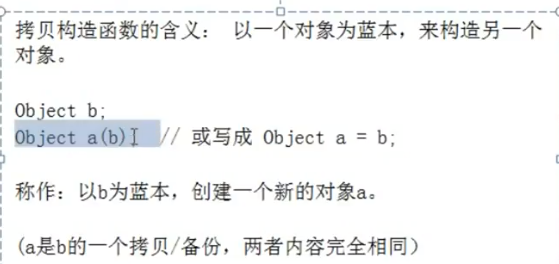 拷贝构造函数的含义： 以一个对象为蓝本，来构造另一个
对象。
Object b;
Object a(b) // 或写成 Object a = b;
称作：以b为蓝本，创建一个新的对象a。
(a是b的一个拷贝/备份，两者内容完全相同）